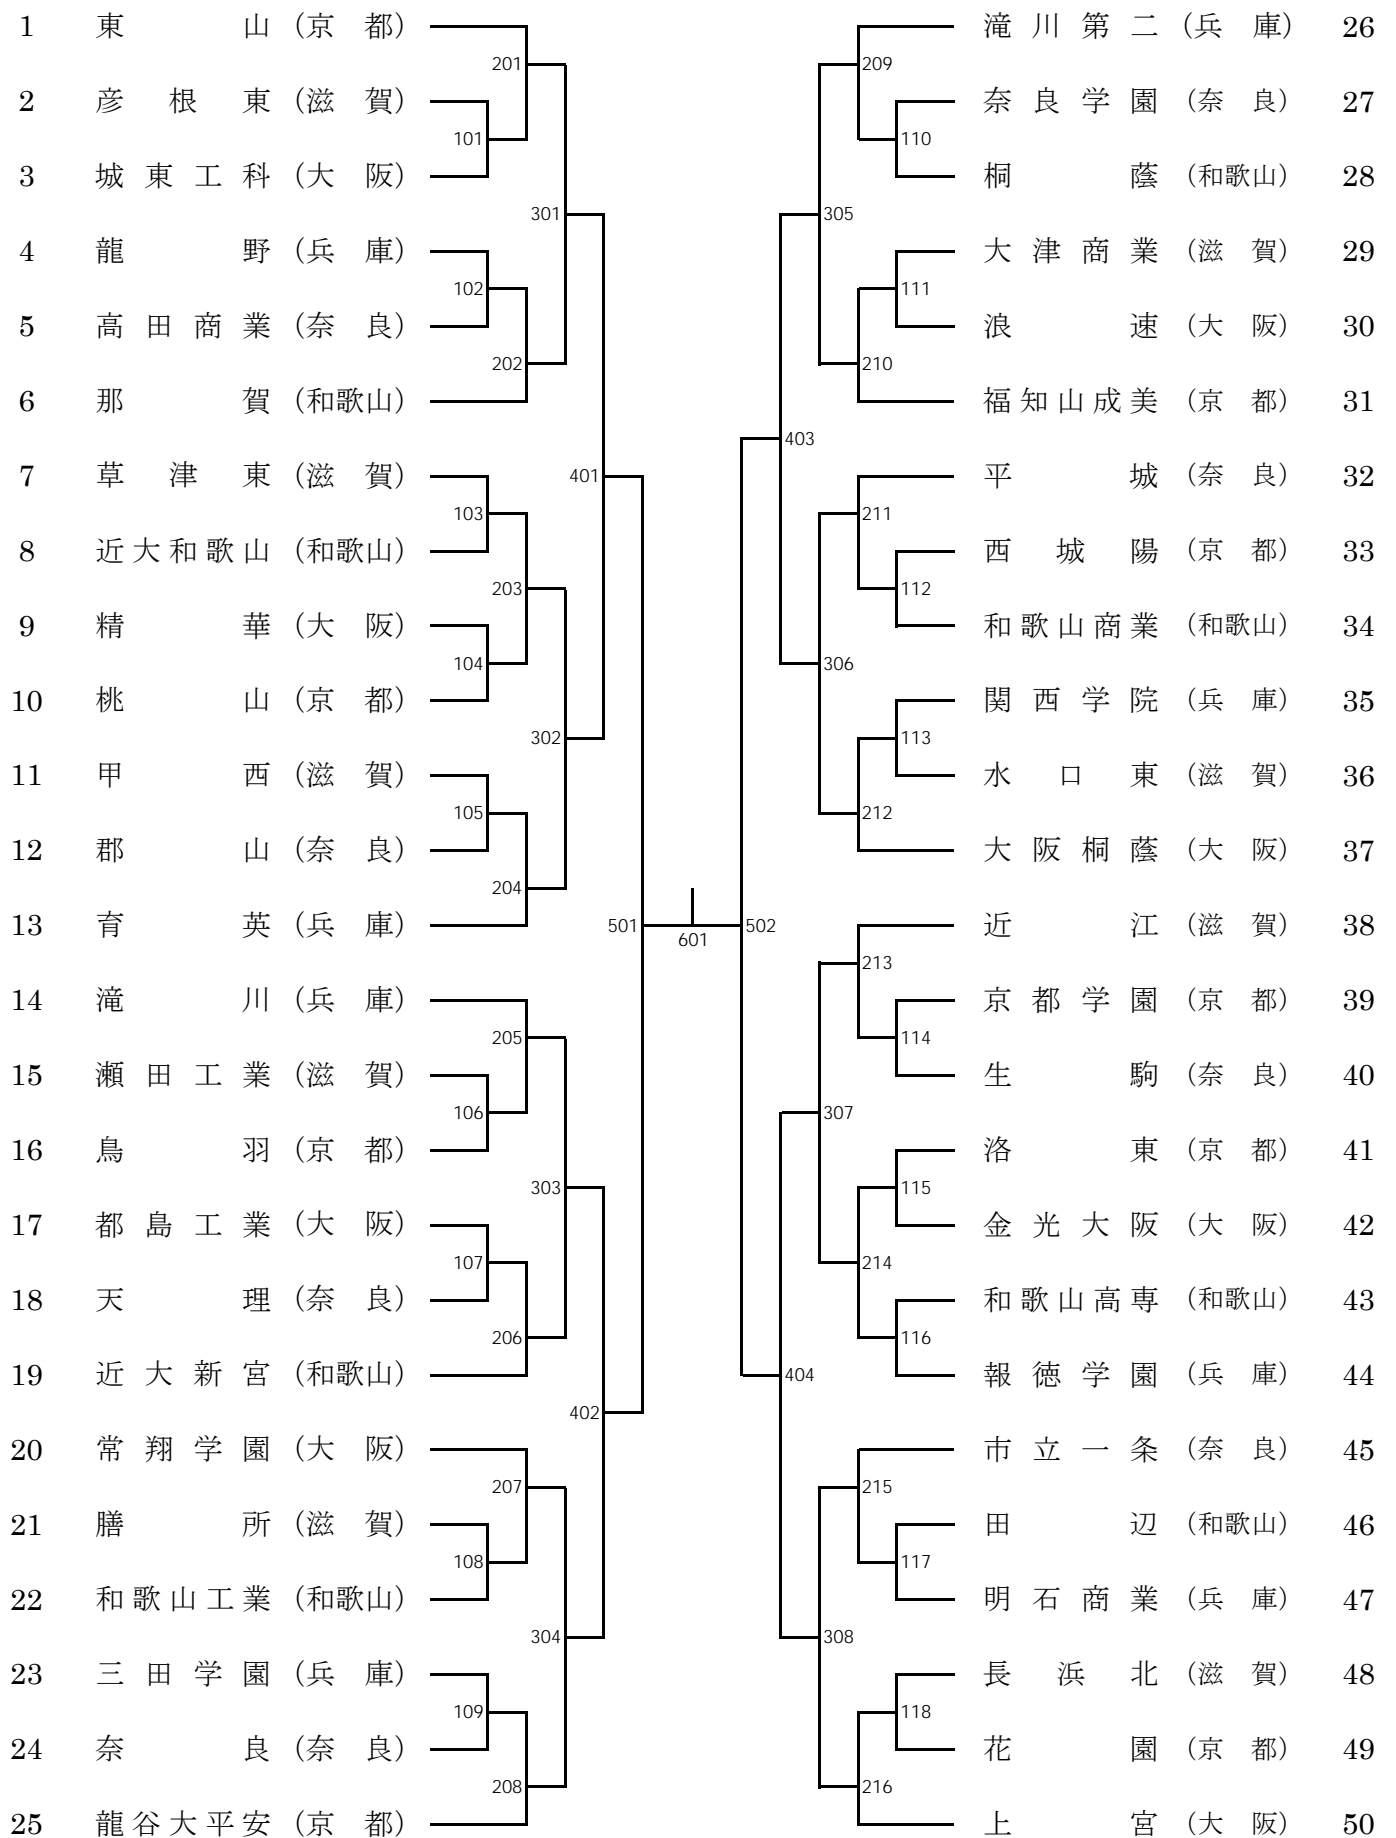 1 東山 (京都)
201
2 彦根東 (滋賀)
101
3 城東工科 (大阪)
301
4 龍野 (兵庫)
102
5 高田商業 (奈良)
202
6 那賀 (和歌山)
401
7 草津東 (滋賀)
103
8 近大和歌山 (和歌山)
203
9 精華 (大阪)
104
10 桃山 (京都)
302
11 甲西 (滋賀)
105
12 郡山 (奈良)
204
13 育英 (兵庫)
501
14 滝川 (兵庫)
205
15 瀬田工業 (滋賀)
106
16 鳥羽 (京都)
303
17 都島工業 (大阪)
107
18 天理 (奈良)
206
19 近大新宮 (和歌山)
402
20 常翔学園 (大阪)
207
21 膳所 (滋賀)
108
22 和歌山工業 (和歌山)
304
23 三田学園 (兵庫)
109
24 奈良 (奈良)
208
25 龍谷大平安 (京都)
601
滝川第二 (兵庫) 26
209
奈良学園 (奈良) 27
110
桐蔭 (和歌山) 28
305
大津商業 (滋賀) 29
111
浪速 (大阪) 30
210
福知山成美 (京都) 31
403
平城 (奈良) 32
211
西城陽 (京都) 33
112
和歌山商業 (和歌山) 34
306
関西学院 (兵庫) 35
113
水口東 (滋賀) 36
212
大阪桐蔭 (大阪) 37
502
近江 (滋賀) 38
213
京都学園 (京都) 39
114
生駒 (奈良) 40
307
洛東 (京都) 41
115
金光大阪 (大阪) 42
214
和歌山高専 (和歌山) 43
116
報徳学園 (兵庫) 44
404
市立一条 (奈良) 45
215
田辺 (和歌山) 46
117
明石商業 (兵庫) 47
308
長浜北 (滋賀) 48
118
花園 (京都) 49
216
上宮 (大阪) 50